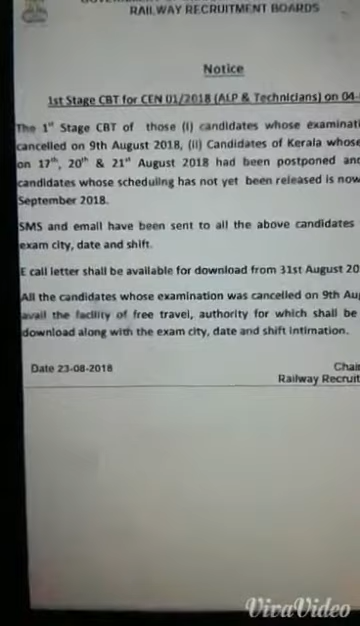 RAILWAY RECRUITMENT BOARDS
Notice
1st Stage CBT for CEN 01/2018 (ALP & Technicians) on 04-
The 1st Stage CBT of those (i) candidates whose examinati
cancelled on 9th August 2018, (ii) Candidates of Kerala whose
on 17th, 20th & 21st August 2018 had been postponed and
candidates whose scheduling has not yet been released is now
September 2018.
SMS and email have been sent to all the above candidates
exam city, date and shift.
E call letter shall be available for download from 31st August 20
All the candidates whose examination was cancelled on 9th Au
avail the facility of free travel, authority for which shall be
download along with the exam city, date and shift intimation.
Date 23-08-2018
Chair
Railway Recruit
VivaVideo